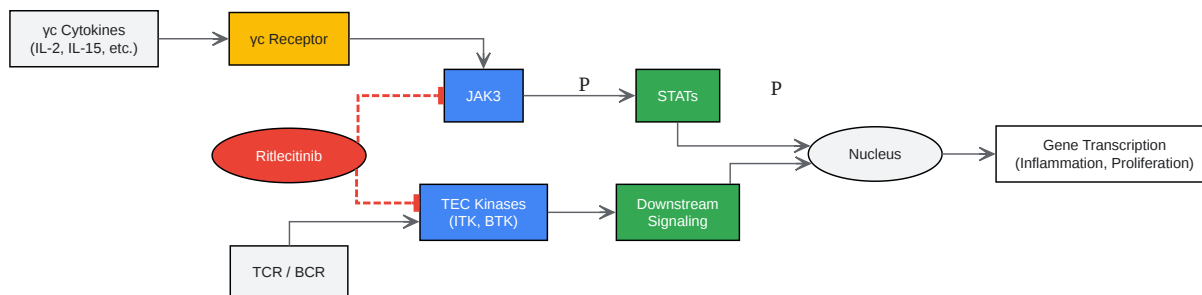 γc Cytokines
(IL-2, IL-15, etc.)
γc Receptor
JAK3
P
STATs
P
Ritlecitinib
Nucleus
Gene Transcription
(Inflammation, Proliferation)
TEC Kinases
(ITK, BTK)
Downstream
Signaling
TCR / BCR